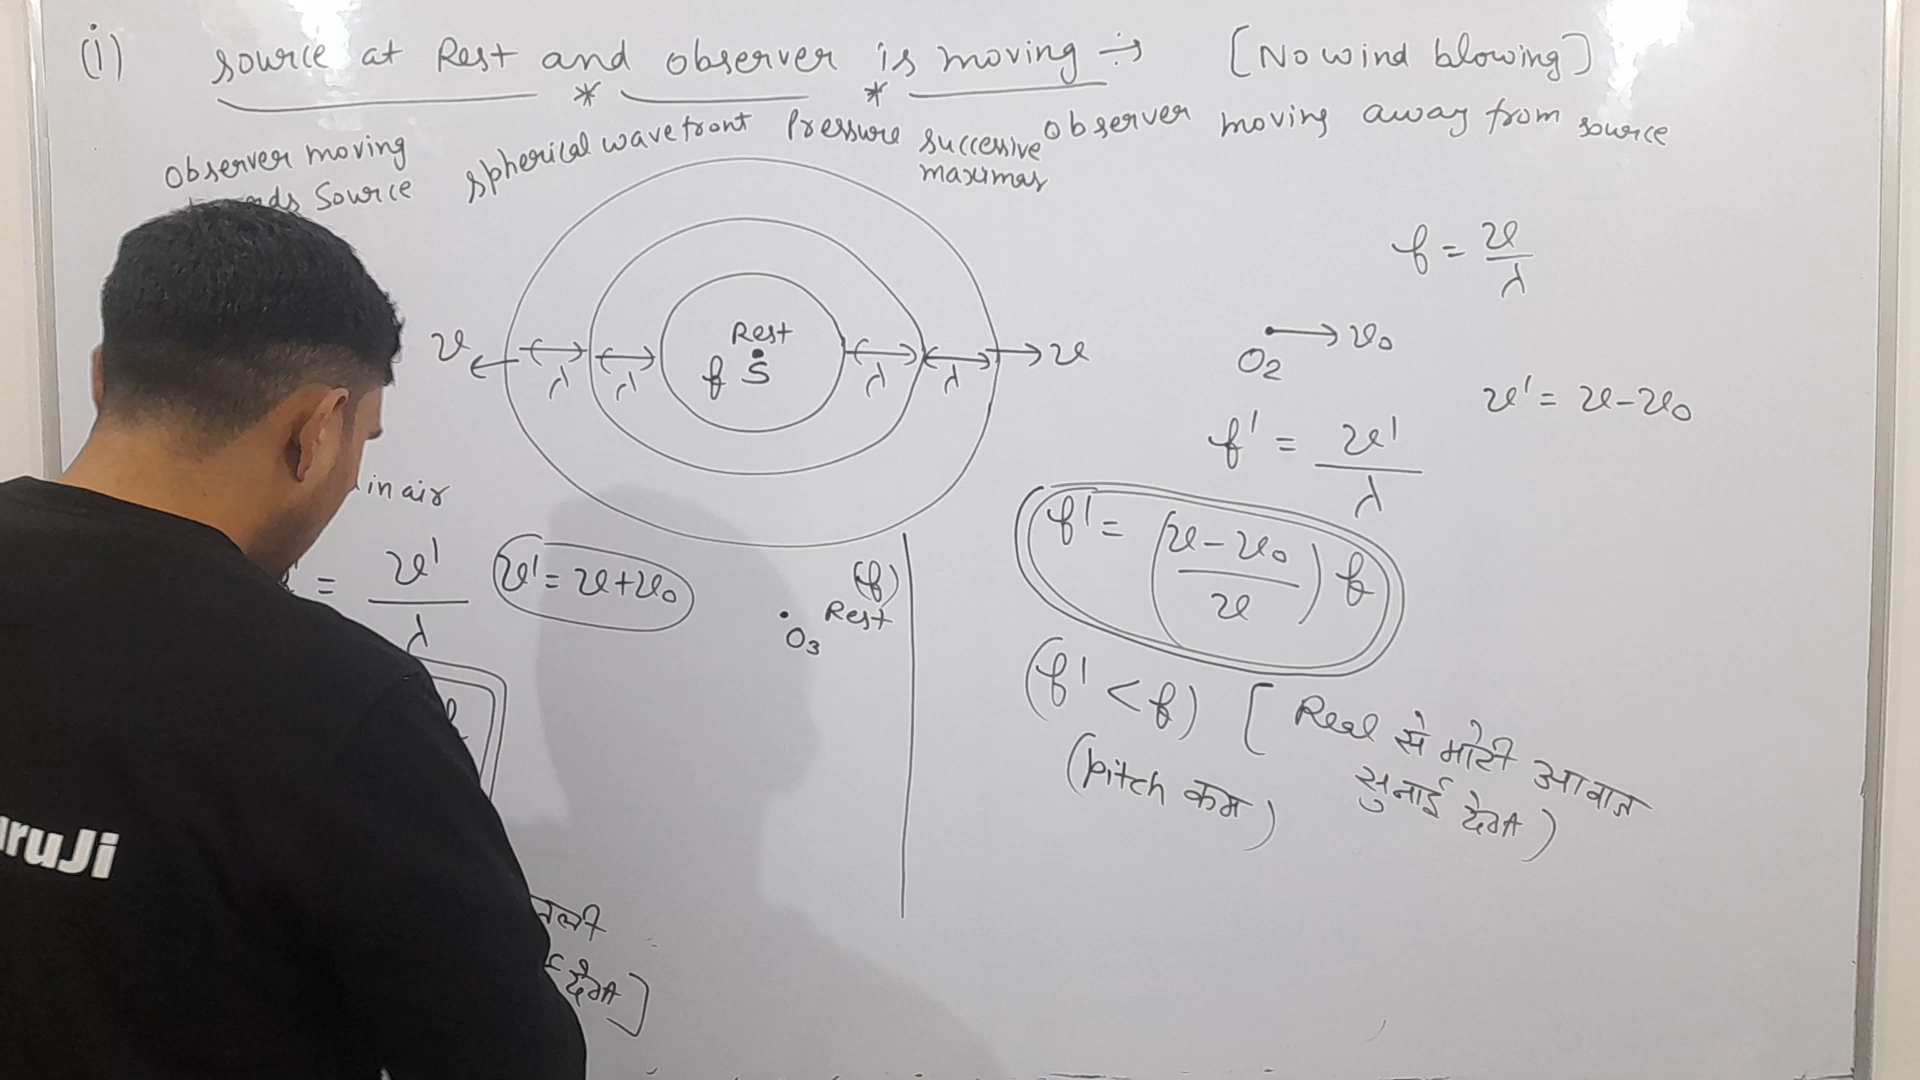 (i) source at Rest and observer is moving ÷→ [No wind blowing]
* *
observer moving
Source
spherical wavefront Pressure successive
maximas
observer moving away from source
f = v/λ
v ← λ λ Rest λ λ → v
f S
O2 → v0
v' = v-v0
f' = v'/λ
in air
= v'/λ
v' = v+v0
(f)
Rest
O3
f' = (v-v0/v) f
(f' < f) [Real से मोटी आवाज
सुनाई देगा)
(pitch कम)
ruJi
देगा]